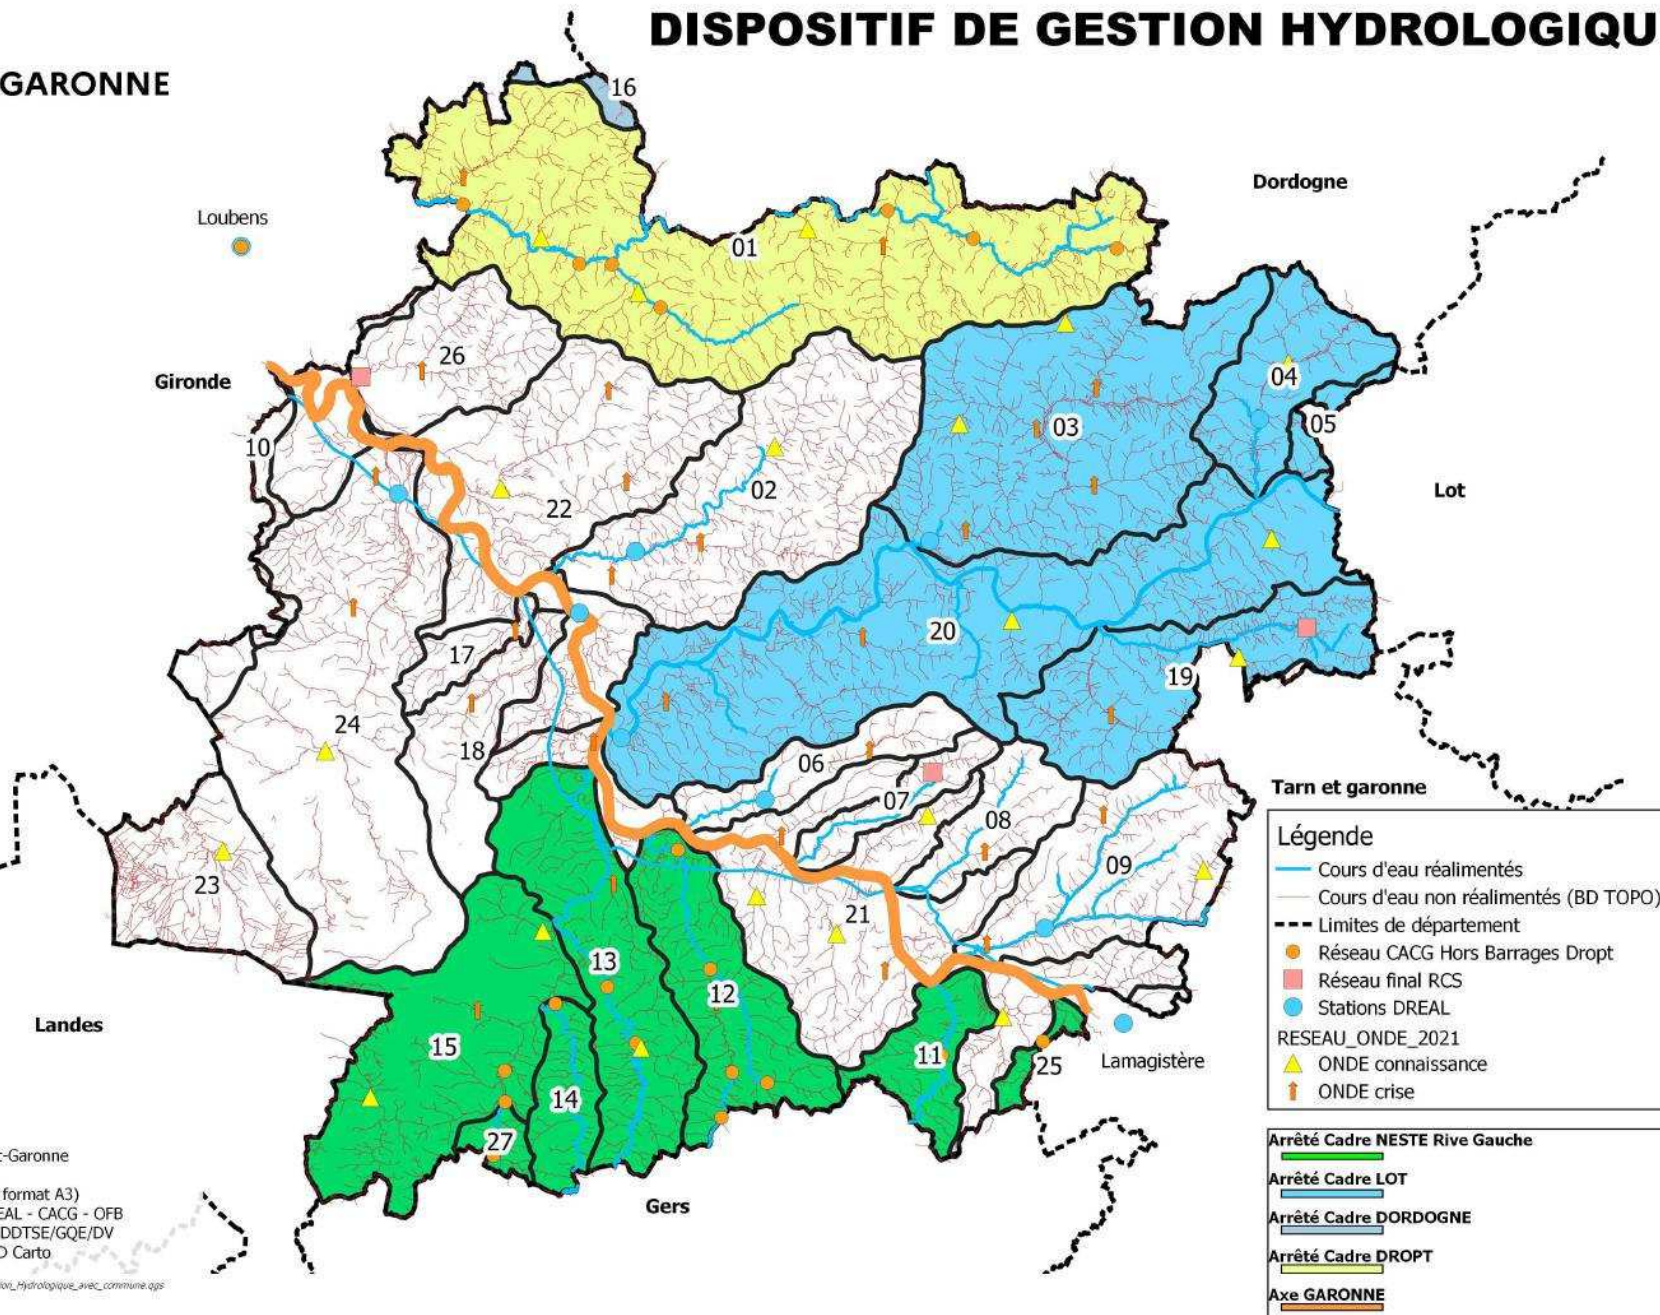 DISPOSITIF DE GESTION HYDROLOGIQU
GARONNE
16
Dordogne
Loubens
01
26
Gironde
04
05
03
10
02
Lot
22
20
17
19
24
18
06
07
08
09
23
21
13
12
Landes
15
11
25
Lamagistère
14
27
Gers
Tarn et garonne
Légende
Cours d'eau réalimentés
Cours d'eau non réalimentés (BD TOPO)
Limites de département
Réseau CACG Hors Barrages Dropt
Réseau final RCS
Stations DREAL
RESEAU_ONDE_2021
ONDE connaissance
ONDE crise
Arrêté Cadre NESTE Rive Gauche
Arrêté Cadre LOT
Arrêté Cadre DORDOGNE
Arrêté Cadre DROPT
Axe GARONNE
t-Garonne
format A3)
EAL - CACG - OFB
DDTSE/GQE/DV
D Carto
ion_Hydrologique_avec_commune.qgs